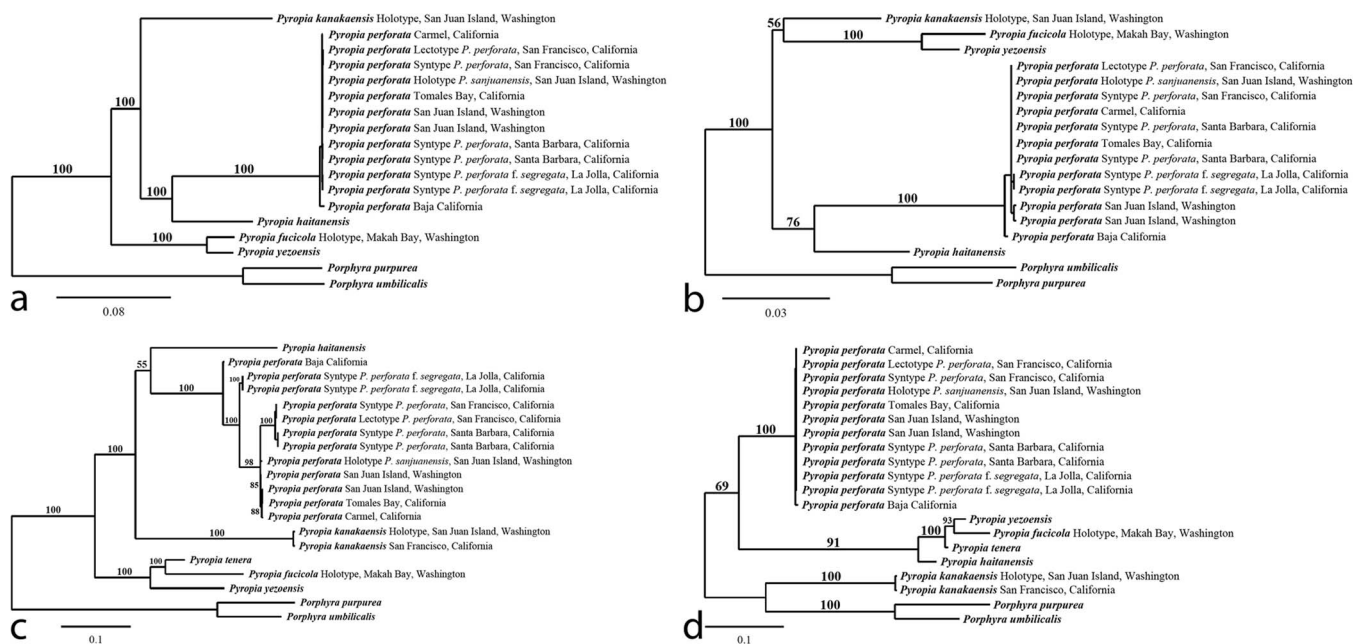 Pyropia kanakaensis Holotype, San Juan Island, Washington
Pyropia perforata Carmel, California
Pyropia perforata Lectotype P. perforata, San Francisco, California
Pyropia perforata Syntype P. perforata, San Francisco, California
100
Pyropia perforata Holotype P. sanjuanensis, San Juan Island, Washington
Pyropia perforata Tomales Bay, California
Pyropia perforata San Juan Island, Washington
Pyropia perforata San Juan Island, Washington
Pyropia perforata Syntype P. perforata, Santa Barbara, California
Pyropia perforata Syntype P. perforata, Santa Barbara, California
100
100
Pyropia perforata Syntype P. perforata f. segregata, La Jolla, California
100
Pyropia perforata Syntype P. perforata f. segregata, La Jolla, California
Pyropia perforata Baja California
Pyropia haitanensis
100
Pyropia fucicola Holotype, Makah Bay, Washington
Pyropia yezoensis
Porphyra purpurea
Porphyra umbilicalis
a
0.08
56
Pyropia kanakaensis Holotype, San Juan Island, Washington
100
Pyropia fucicola Holotype, Makah Bay, Washington
Pyropia yezoensis
Pyropia perforata Lectotype P. perforata, San Francisco, California
Pyropia perforata Holotype P. sanjuanensis, San Juan Island, Washington
Pyropia perforata Syntype P. perforata, San Francisco, California
Pyropia perforata Carmel, California
100
Pyropia perforata Syntype P. perforata, Santa Barbara, California
Pyropia perforata Tomales Bay, California
Pyropia perforata Syntype P. perforata, Santa Barbara, California
Pyropia perforata Syntype P. perforata f. segregata, La Jolla, California
Pyropia perforata Syntype P. perforata f. segregata, La Jolla, California
100
Pyropia perforata San Juan Island, Washington
76
Pyropia perforata San Juan Island, Washington
Pyropia perforata Baja California
Pyropia haitanensis
Porphyra umbilicalis
Porphyra purpurea
b
0.03
Pyropia haitanensis
55
Pyropia perforata Baja California
100
Pyropia perforata Syntype P. perforata f. segregata, La Jolla, California
100
Pyropia perforata Syntype P. perforata f. segregata, La Jolla, California
Pyropia perforata Syntype P. perforata, San Francisco, California
100
100
Pyropia perforata Lectotype P. perforata, San Francisco, California
Pyropia perforata Syntype P. perforata, Santa Barbara, California
Pyropia perforata Syntype P. perforata, Santa Barbara, California
100
98
Pyropia perforata Holotype P. sanjuanensis, San Juan Island, Washington
Pyropia perforata San Juan Island, Washington
85
Pyropia perforata San Juan Island, Washington
Pyropia perforata Tomales Bay, California
88
Pyropia perforata Carmel, California
100
100
Pyropia kanakaensis Holotype, San Juan Island, Washington
Pyropia kanakaensis San Francisco, California
100
Pyropia tenera
100
Pyropia fucicola Holotype, Makah Bay, Washington
Pyropia yezoensis
Porphyra purpurea
Porphyra umbilicalis
c
0.1
Pyropia perforata Carmel, California
Pyropia perforata Lectotype P. perforata, San Francisco, California
Pyropia perforata Syntype P. perforata, San Francisco, California
Pyropia perforata Holotype P. sanjuanensis, San Juan Island, Washington
Pyropia perforata Tomales Bay, California
Pyropia perforata San Juan Island, Washington
100
Pyropia perforata San Juan Island, Washington
Pyropia perforata Syntype P. perforata, Santa Barbara, California
Pyropia perforata Syntype P. perforata, Santa Barbara, California
Pyropia perforata Syntype P. perforata f. segregata, La Jolla, California
69
Pyropia perforata Syntype P. perforata f. segregata, La Jolla, California
Pyropia perforata Baja California
93
Pyropia yezoensis
100
Pyropia fucicola Holotype, Makah Bay, Washington
91
Pyropia tenera
Pyropia haitanensis
100
Pyropia kanakaensis Holotype, San Juan Island, Washington
Pyropia kanakaensis San Francisco, California
100
Porphyra purpurea
Porphyra umbilicalis
d
0.1